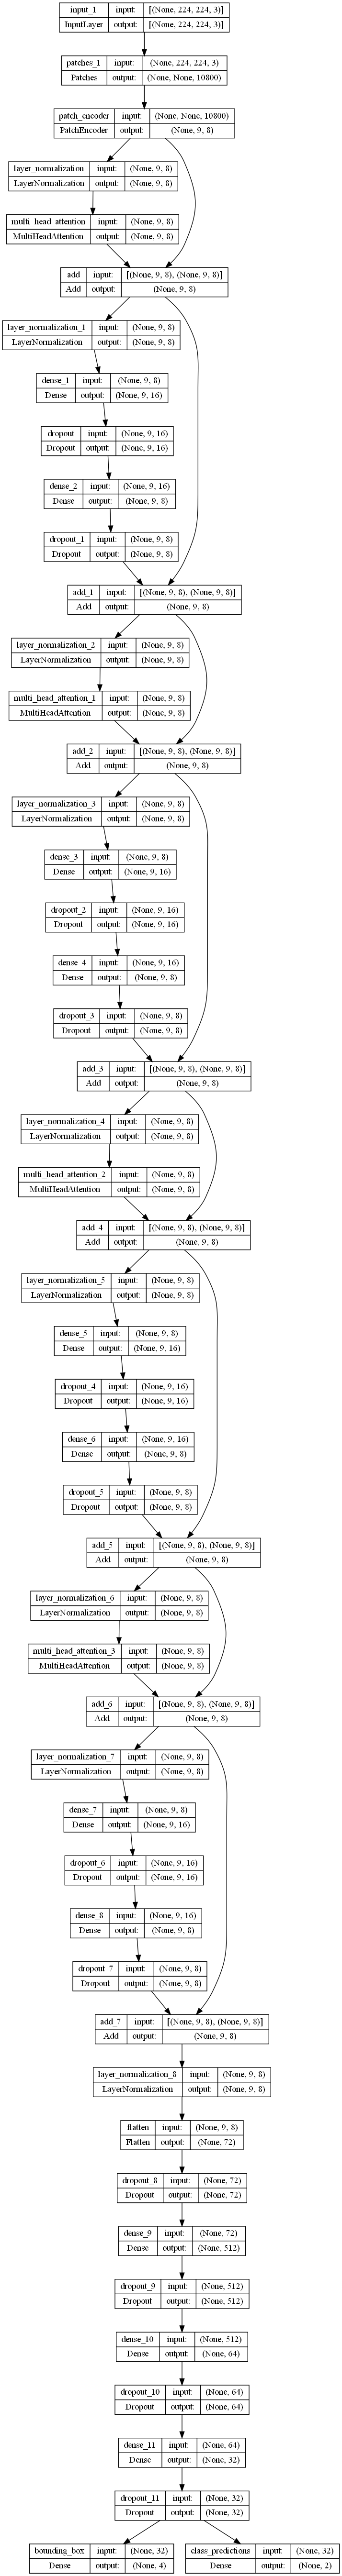 input_1 input: [(None, 224, 224, 3)]
InputLayer output: [(None, 224, 224, 3)]
patches_1 input: (None, 224, 224, 3)
Patches output: (None, None, 10800)
patch_encoder input: (None, None, 10800)
PatchEncoder output: (None, 9, 8)
layer_normalization input: (None, 9, 8)
LayerNormalization output: (None, 9, 8)
multi_head_attention input: (None, 9, 8)
MultiHeadAttention output: (None, 9, 8)
add input: [(None, 9, 8), (None, 9, 8)]
Add output: (None, 9, 8)
layer_normalization_1 input: (None, 9, 8)
LayerNormalization output: (None, 9, 8)
dense_1 input: (None, 9, 8)
Dense output: (None, 9, 16)
dropout input: (None, 9, 16)
Dropout output: (None, 9, 16)
dense_2 input: (None, 9, 16)
Dense output: (None, 9, 8)
dropout_1 input: (None, 9, 8)
Dropout output: (None, 9, 8)
add_1 input: [(None, 9, 8), (None, 9, 8)]
Add output: (None, 9, 8)
layer_normalization_2 input: (None, 9, 8)
LayerNormalization output: (None, 9, 8)
multi_head_attention_1 input: (None, 9, 8)
MultiHeadAttention output: (None, 9, 8)
add_2 input: [(None, 9, 8), (None, 9, 8)]
Add output: (None, 9, 8)
layer_normalization_3 input: (None, 9, 8)
LayerNormalization output: (None, 9, 8)
dense_3 input: (None, 9, 8)
Dense output: (None, 9, 16)
dropout_2 input: (None, 9, 16)
Dropout output: (None, 9, 16)
dense_4 input: (None, 9, 16)
Dense output: (None, 9, 8)
dropout_3 input: (None, 9, 8)
Dropout output: (None, 9, 8)
add_3 input: [(None, 9, 8), (None, 9, 8)]
Add output: (None, 9, 8)
layer_normalization_4 input: (None, 9, 8)
LayerNormalization output: (None, 9, 8)
multi_head_attention_2 input: (None, 9, 8)
MultiHeadAttention output: (None, 9, 8)
add_4 input: [(None, 9, 8), (None, 9, 8)]
Add output: (None, 9, 8)
layer_normalization_5 input: (None, 9, 8)
LayerNormalization output: (None, 9, 8)
dense_5 input: (None, 9, 8)
Dense output: (None, 9, 16)
dropout_4 input: (None, 9, 16)
Dropout output: (None, 9, 16)
dense_6 input: (None, 9, 16)
Dense output: (None, 9, 8)
dropout_5 input: (None, 9, 8)
Dropout output: (None, 9, 8)
add_5 input: [(None, 9, 8), (None, 9, 8)]
Add output: (None, 9, 8)
layer_normalization_6 input: (None, 9, 8)
LayerNormalization output: (None, 9, 8)
multi_head_attention_3 input: (None, 9, 8)
MultiHeadAttention output: (None, 9, 8)
add_6 input: [(None, 9, 8), (None, 9, 8)]
Add output: (None, 9, 8)
layer_normalization_7 input: (None, 9, 8)
LayerNormalization output: (None, 9, 8)
dense_7 input: (None, 9, 8)
Dense output: (None, 9, 16)
dropout_6 input: (None, 9, 16)
Dropout output: (None, 9, 16)
dense_8 input: (None, 9, 16)
Dense output: (None, 9, 8)
dropout_7 input: (None, 9, 8)
Dropout output: (None, 9, 8)
add_7 input: [(None, 9, 8), (None, 9, 8)]
Add output: (None, 9, 8)
layer_normalization_8 input: (None, 9, 8)
LayerNormalization output: (None, 9, 8)
flatten input: (None, 9, 8)
Flatten output: (None, 72)
dropout_8 input: (None, 72)
Dropout output: (None, 72)
dense_9 input: (None, 72)
Dense output: (None, 512)
dropout_9 input: (None, 512)
Dropout output: (None, 512)
dense_10 input: (None, 512)
Dense output: (None, 64)
dropout_10 input: (None, 64)
Dropout output: (None, 64)
dense_11 input: (None, 64)
Dense output: (None, 32)
dropout_11 input: (None, 32)
Dropout output: (None, 32)
bounding_box input: (None, 32)
Dense output: (None, 4)
class_predictions input: (None, 32)
Dense output: (None, 2)